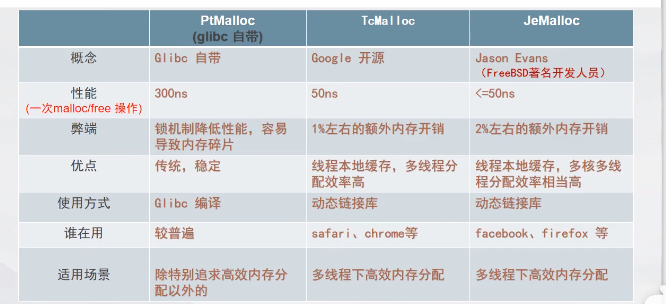 PtMalloc TcMalloc JeMalloc
(glibc 自带)
概念 Glibc 自带 Google 开源 Jason Evans
（FreeBSD著名开发人员）
性能 300ns 50ns <=50ns
(一次malloc/free 操作)
弊端 锁机制降低性能，容易 1%左右的额外内存开销 2%左右的额外内存开销
导致内存碎片
优点 传统，稳定 线程本地缓存，多线程分 线程本地缓存，多核多线
配效率高 程分配效率相当高
使用方式 Glibc 编译 动态链接库 动态链接库
谁在用 较普遍 safari、chrome等 facebook、firefox 等
适用场景 除特别追求高效内存分 多线程下高效内存分配 多线程下高效内存分配
配以外的